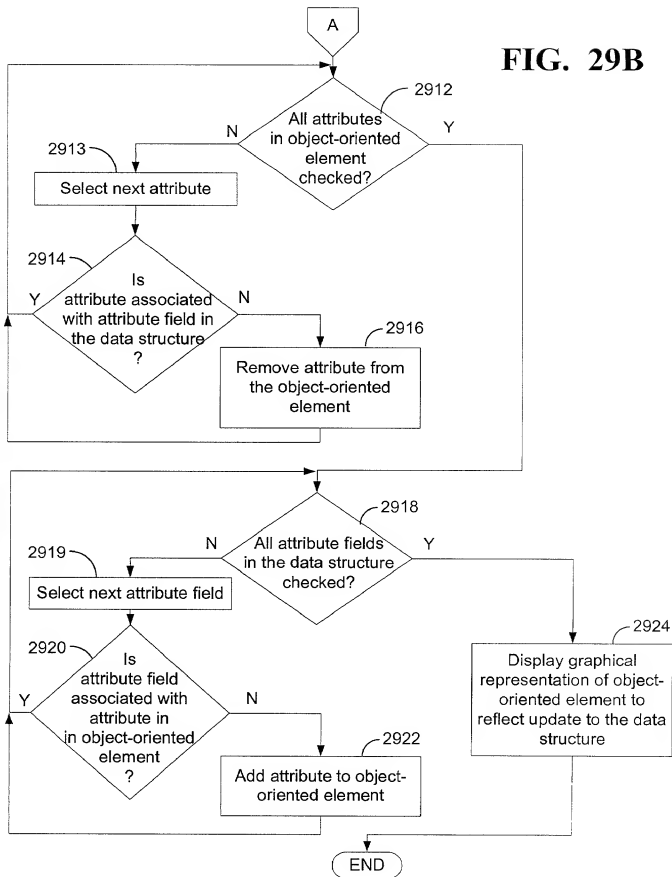 A
FIG. 29B
2912
All attributes
in object-oriented
element
checked?
N
Y
2913
Select next attribute
2914
Is
attribute associated
with attribute field in
the data structure
?
Y
N
2916
Remove attribute from
the object-oriented
element
2918
All attribute fields
in the data structure
checked?
N
Y
2919
Select next attribute field
2920
Is
attribute field
associated with
attribute in
in object-oriented
element
?
Y
N
2922
Add attribute to object-
oriented element
2924
Display graphical
representation of object-
oriented element to
reflect update to the data
structure
END